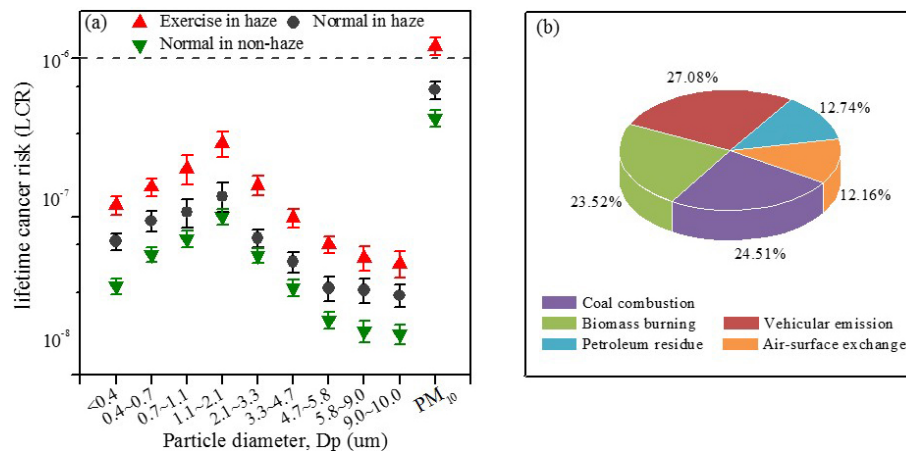 (a)
Exercise in haze
Normal in haze
Normal in non-haze
lifetime cancer risk (LCR)
10-6
10-7
10-8
<0.4
0.4~0.7
0.7~1.1
1.1~2.1
2.1~3.3
3.3~4.7
4.7~5.8
5.8~9.0
9.0~10.0
PM10
Particle diameter, Dp (um)
(b)
27.08%
12.74%
12.16%
24.51%
23.52%
Coal combustion
Biomass burning
Vehicular emission
Petroleum residue
Air-surface exchange